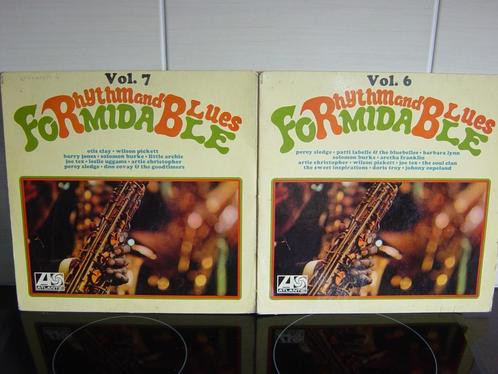 Vol. 7
Rhythm and Blues
FoRmidaBLE
otis clay • wilson pickett
barry jones • solomon burke • little archie
joe tex • leslie uggams • artie christopher
percy sledge • don covay & the goodtimers
ATLANTIC
Vol. 6
Rhythm and Blues
FoRmidaBLE
percy sledge • patti labelle & the bluebelles • barbara lynn
solomon burke • aretha franklin
artie christopher • wilson pickett • joe tex • the soul clan
the sweet inspirations • doris troy • johnny copeland
ATLANTIC